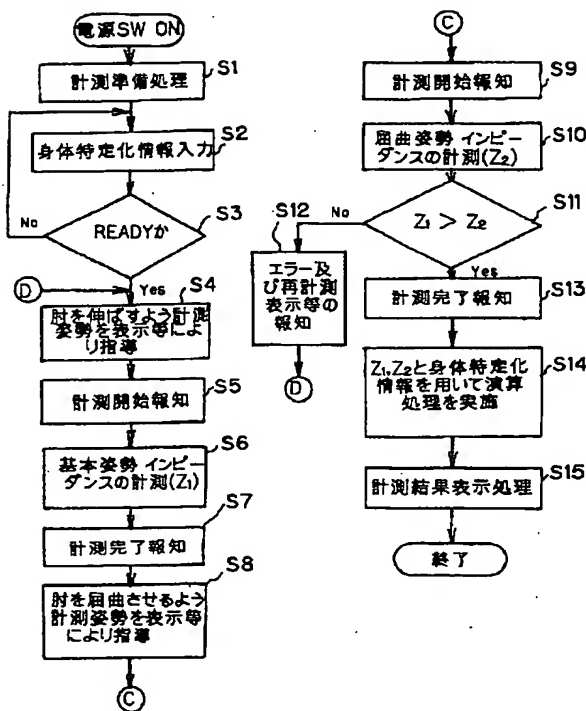 電源SW ON
計測準備処理
S1
身体特定化情報入力
S2
READYか
S3
No
Yes
D
肘を伸ばすよう計測
姿勢を表示等によ
り指導
S4
計測開始報知
S5
基本姿勢 インピー
ダンスの計測(Z₁)
S6
計測完了報知
S7
肘を屈曲させるよう
計測姿勢を表示等
により指導
S8
C
C
計測開始報知
S9
屈曲姿勢 インピー
ダンスの計測(Z₂)
S10
Z₁ > Z₂
S11
No
Yes
エラー及
び再計測
表示等の
報知
S12
D
計測完了報知
S13
Z₁,Z₂と身体特定化
情報を用いて演算
処理を実施
S14
計測結果表示処理
S15
終了